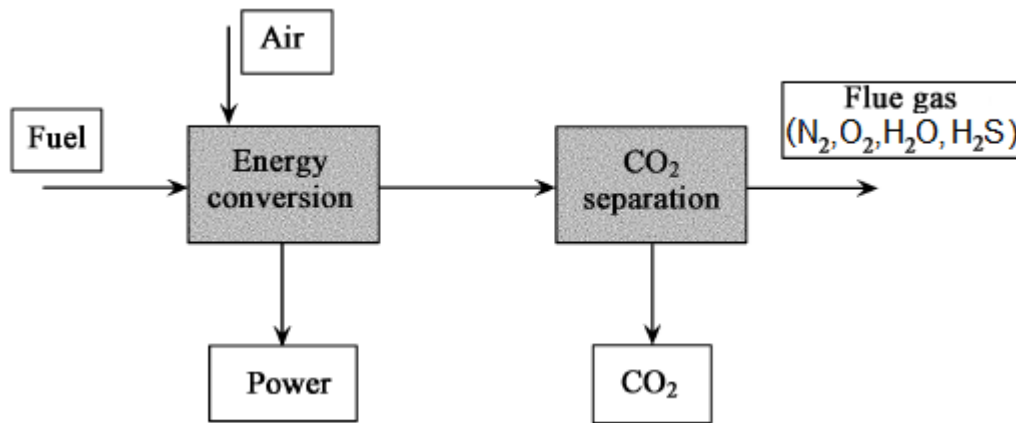 Air
Fuel
Energy
conversion
CO₂
separation
Flue gas
(N₂,O₂,H₂O, H₂S)
Power
CO₂